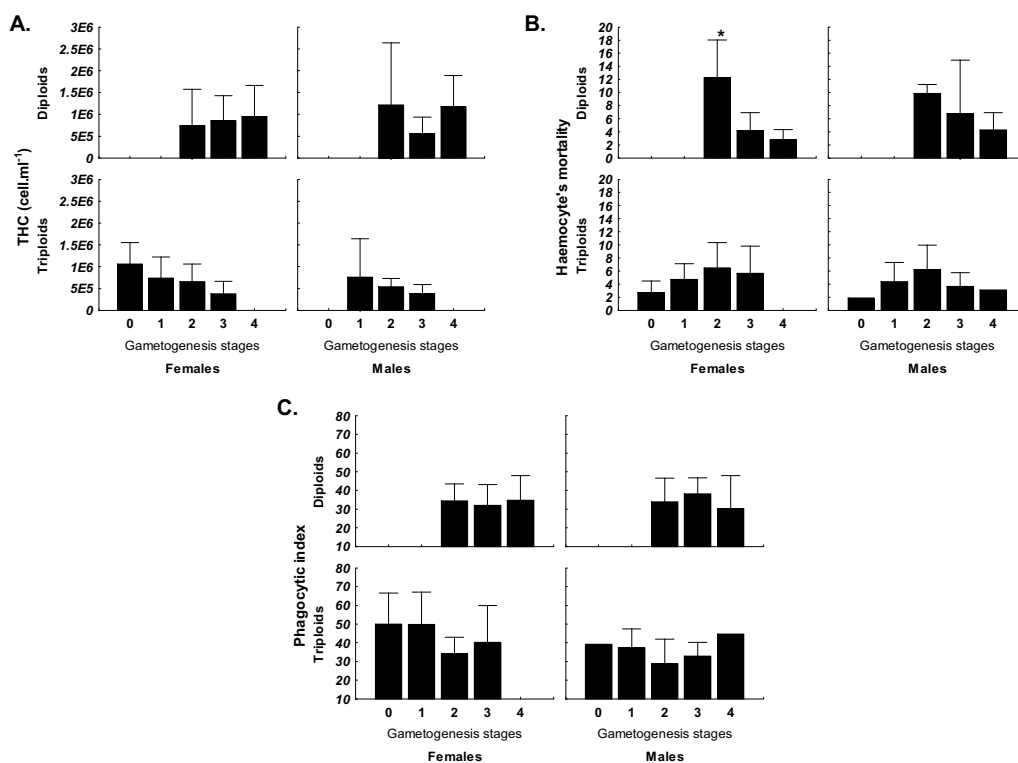 A.
3E6
2.5E6
2E6
1.5E6
1E6
5E5
0
Diploids
3E6
2.5E6
2E6
1.5E6
1E6
5E5
0
Triploids
THC (cell.ml⁻¹)
0 1 2 3 4
0 1 2 3 4
Gametogenesis stages
Gametogenesis stages
Females
Males
B.
20
18
16
14
12
10
8
6
4
2
0
Diploids
*
20
18
16
14
12
10
8
6
4
2
0
Triploids
Haemocyte's mortality
0 1 2 3 4
0 1 2 3 4
Gametogenesis stages
Gametogenesis stages
Females
Males
C.
80
70
60
50
40
30
20
10
Diploids
80
70
60
50
40
30
20
10
Triploids
Phagocytic index
0 1 2 3 4
0 1 2 3 4
Gametogenesis stages
Gametogenesis stages
Females
Males